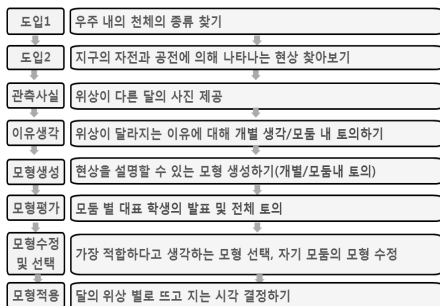 도입1 우주 내의 천체의 종류 찾기
도입2 지구의 자전과 공전에 의해 나타나는 현상 찾아보기
관측사실 위상이 다른 달의 사진 제공
이유생각 위상이 달라지는 이유에 대해 개별 생각/모둠 내 토의하기
모형생성 현상을 설명할 수 있는 모형 생성하기(개별/모둠내 토의)
모형평가 모둠 별 대표 학생의 발표 및 전체 토의
모형수정
및 선택 가장 적합하다고 생각하는 모형 선택, 자기 모둠의 모형 수정
모형적용 달의 위상 별로 뜨고 지는 시각 결정하기